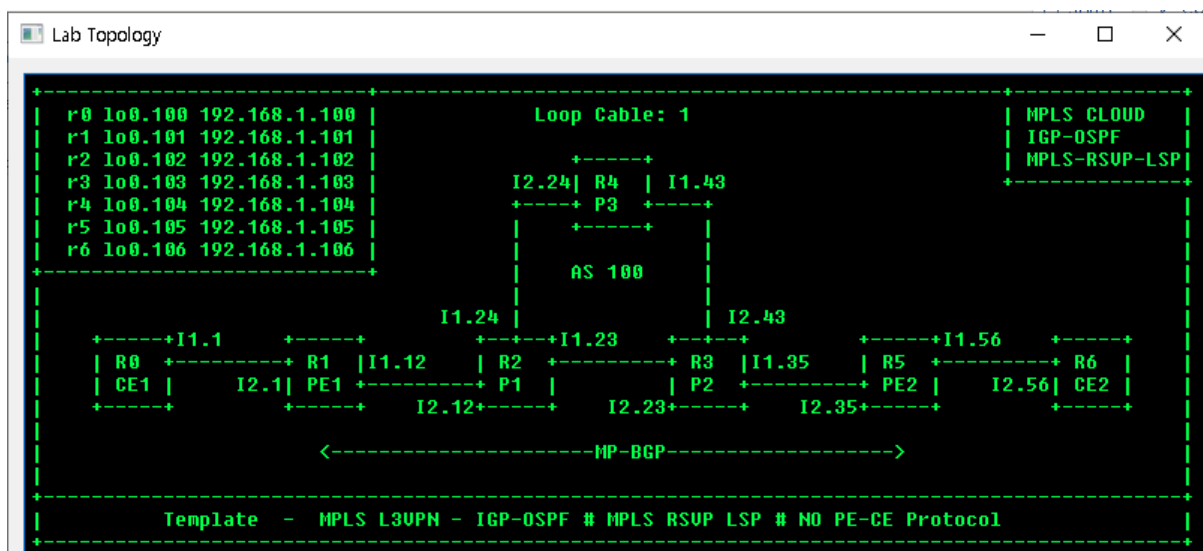 Lab Topology
r0 lo0.100 192.168.1.100 Loop Cable: 1 MPLS CLOUD
r1 lo0.101 192.168.1.101 IGP-OSPF
r2 lo0.102 192.168.1.102 MPLS-RSVP-LSP
r3 lo0.103 192.168.1.103 I2.24 R4 I1.43
r4 lo0.104 192.168.1.104 P3
r5 lo0.105 192.168.1.105
r6 lo0.106 192.168.1.106
AS 100
I1.24 I2.43
I1.1 I1.23 I1.56
R0 R1 I1.12 R2 R3 I1.35 R5 R6
CE1 I2.1 PE1 P1 P2 PE2 I2.56 CE2
I2.12 I2.23 I2.35
<----------------------MP-BGP------------------->
Template - MPLS L3VPN - IGP-OSPF # MPLS RSVP LSP # NO PE-CE Protocol